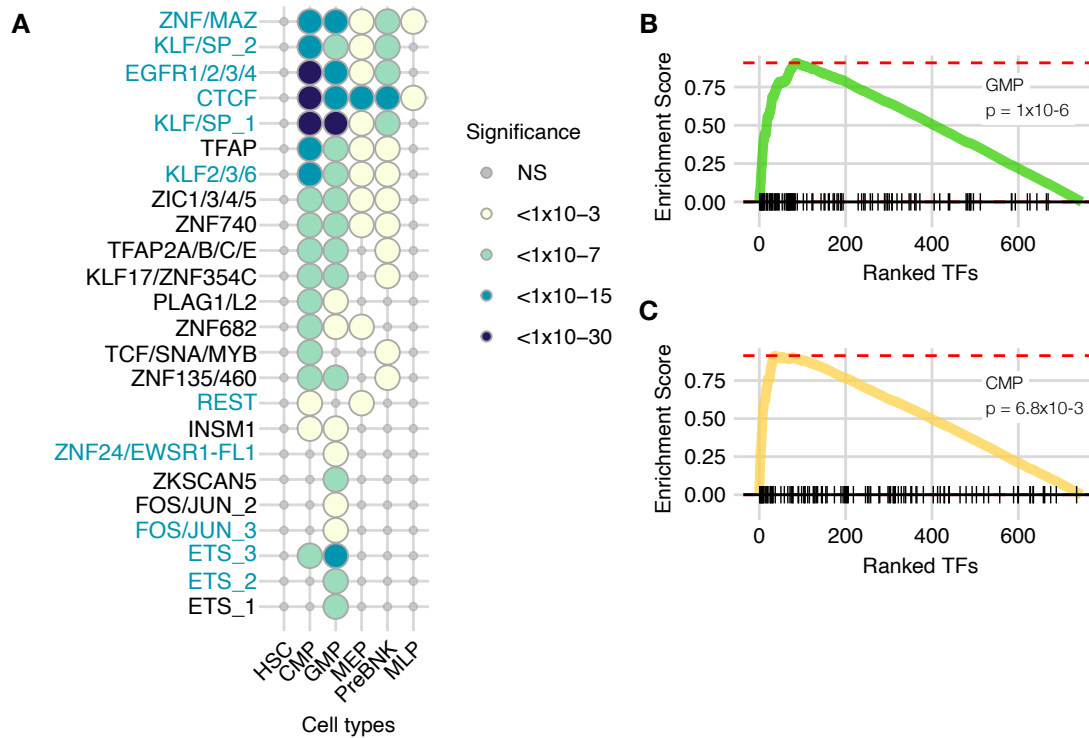 A
ZNF/MAZ
KLF/SP_2
EGFR1/2/3/4
CTCF
KLF/SP_1
TFAP
KLF2/3/6
ZIC1/3/4/5
ZNF740
TFAP2A/B/C/E
KLF17/ZNF354C
PLAG1/L2
ZNF682
TCF/SNA/MYB
ZNF135/460
REST
INSM1
ZNF24/EWSR1-FL1
ZKSCAN5
FOS/JUN_2
FOS/JUN_3
ETS_3
ETS_2
ETS_1
HSC
CMP
GMP
MEP
PreBNK
MLP
Cell types
Significance
NS
<1x10−3
<1x10−7
<1x10−15
<1x10−30
B
Enrichment Score
0.75
0.50
0.25
0.00
GMP
p = 1x10-6
0 200 400 600
Ranked TFs
C
Enrichment Score
0.75
0.50
0.25
0.00
CMP
p = 6.8x10-3
0 200 400 600
Ranked TFs